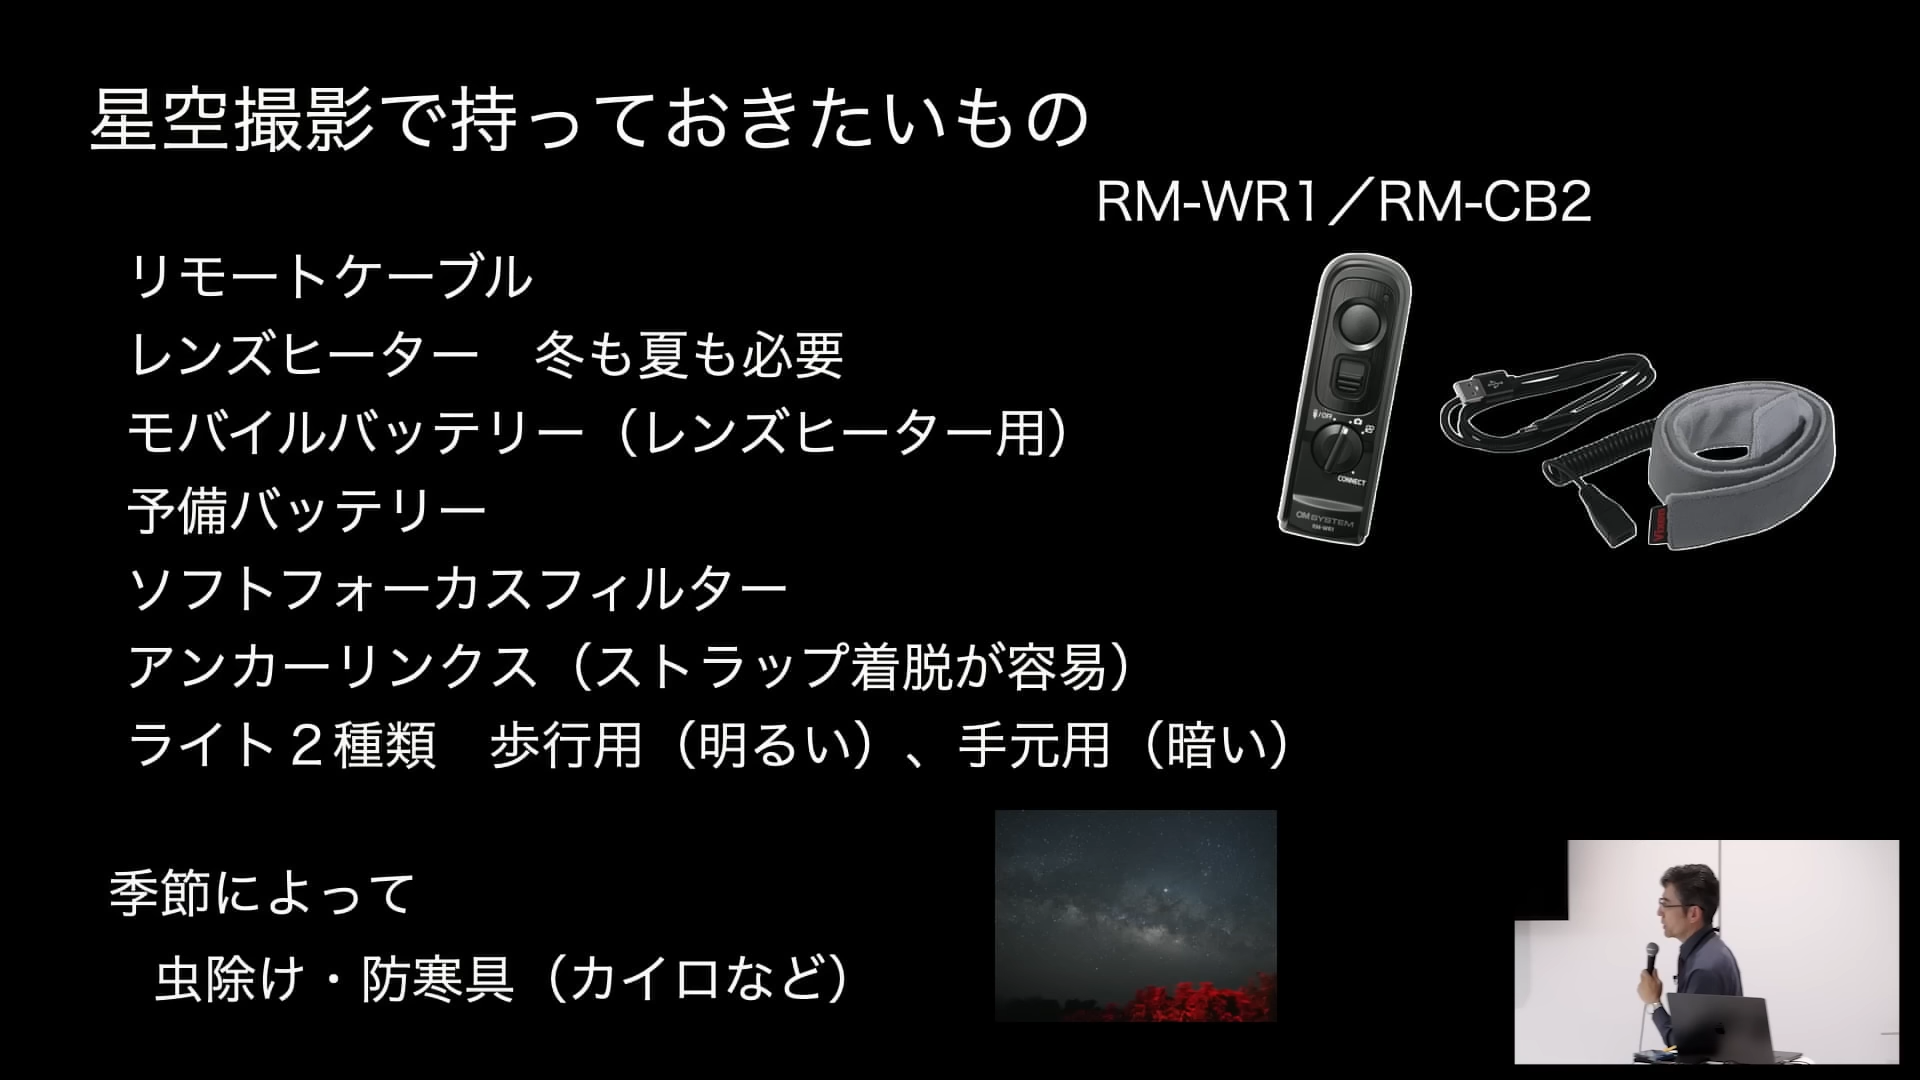 星空撮影で持っておきたいもの
RM-WR1／RM-CB2
リモートケーブル
レンズヒーター　冬も夏も必要
モバイルバッテリー（レンズヒーター用）
予備バッテリー
ソフトフォーカスフィルター
アンカーリンクス（ストラップ着脱が容易）
ライト２種類　歩行用（明るい）、手元用（暗い）
季節によって
虫除け・防寒具（カイロなど）
CONNECT
OM SYSTEM
RM-WR1
Vixen